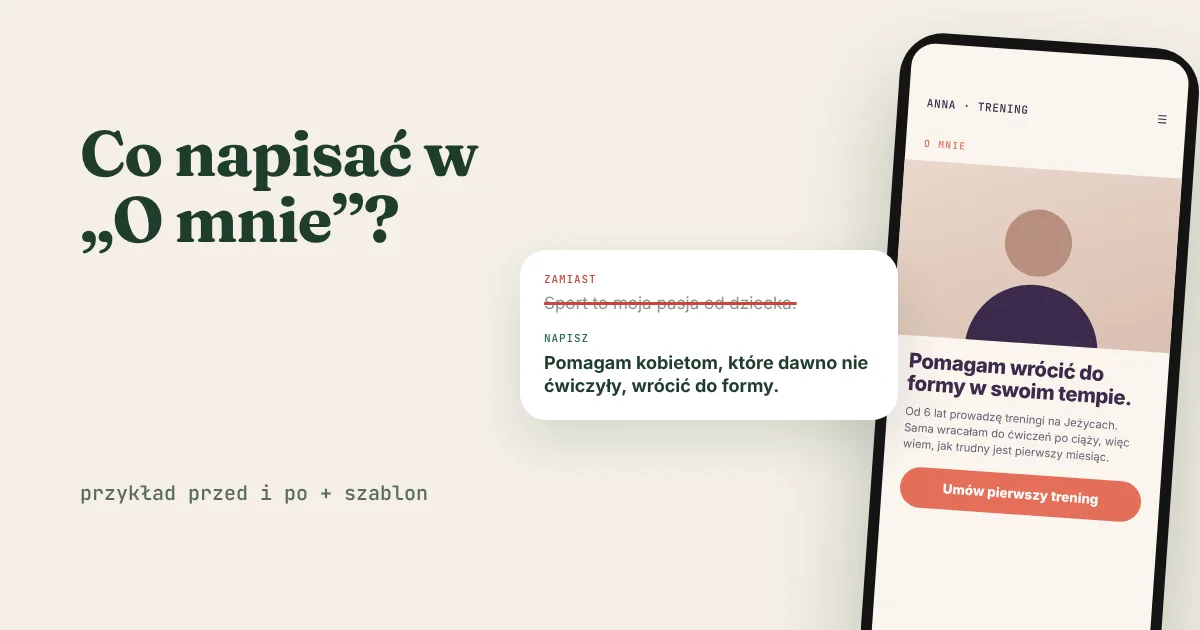 Co napisać w
„O mnie”?
ZAMIAST
Sport to moja pasja od dziecka.
NAPISZ
Pomagam kobietom, które dawno nie
ćwiczyły, wrócić do formy.
przykład przed i po + szablon
ANNA · TRENING
O MNIE
Pomagam wrócić do
formy w swoim tempie.
Od 6 lat prowadzę treningi na Jeżycach.
Sama wracałam do ćwiczeń po ciąży, więc
wiem, jak trudny jest pierwszy miesiąc.
Umów pierwszy trening